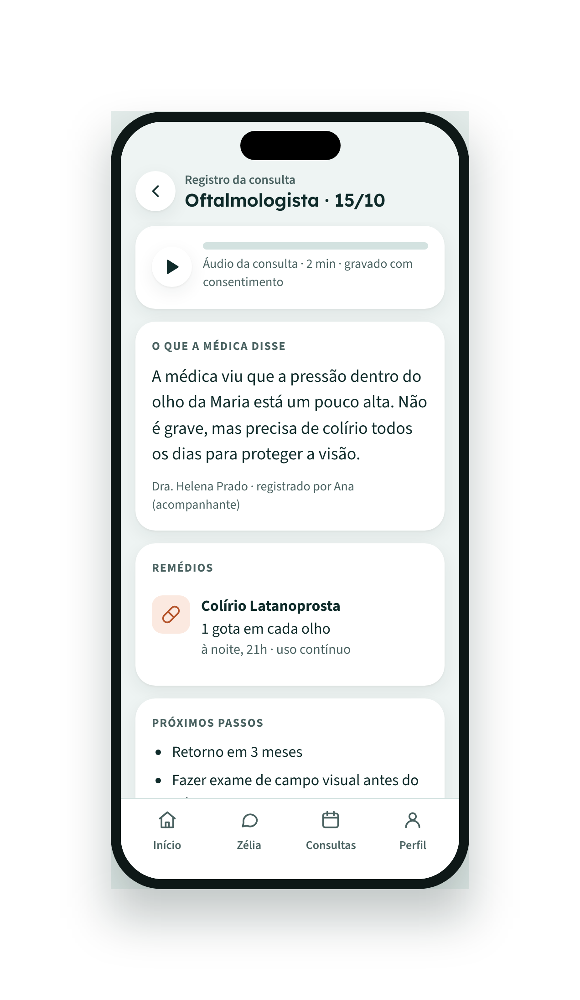 Registro da consulta
Oftalmologista · 15/10
Áudio da consulta · 2 min · gravado com
consentimento
O QUE A MÉDICA DISSE
A médica viu que a pressão dentro do
olho da Maria está um pouco alta. Não
é grave, mas precisa de colírio todos
os dias para proteger a visão.
Dra. Helena Prado · registrado por Ana
(acompanhante)
REMÉDIOS
Colírio Latanoprosta
1 gota em cada olho
à noite, 21h · uso contínuo
PRÓXIMOS PASSOS
• Retorno em 3 meses
• Fazer exame de campo visual antes do
Início
Zélia
Consultas
Perfil